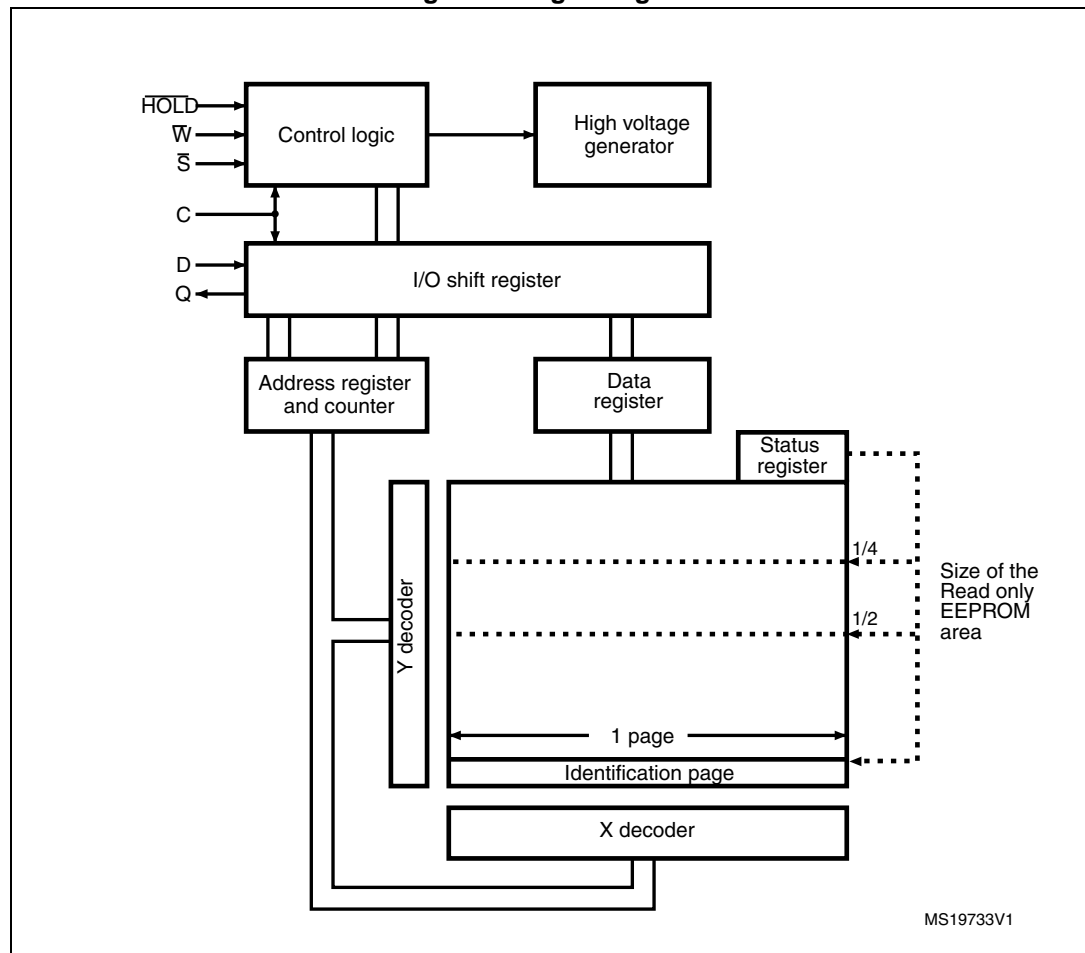 H̅O̅L̅D̅
W̅
S̅
C
D
Q
Control logic
High voltage
generator
I/O shift register
Address register
and counter
Data
register
Status
register
Y decoder
1/4
1/2
Size of the
Read only
EEPROM
area
1 page
Identification page
X decoder
MS19733V1